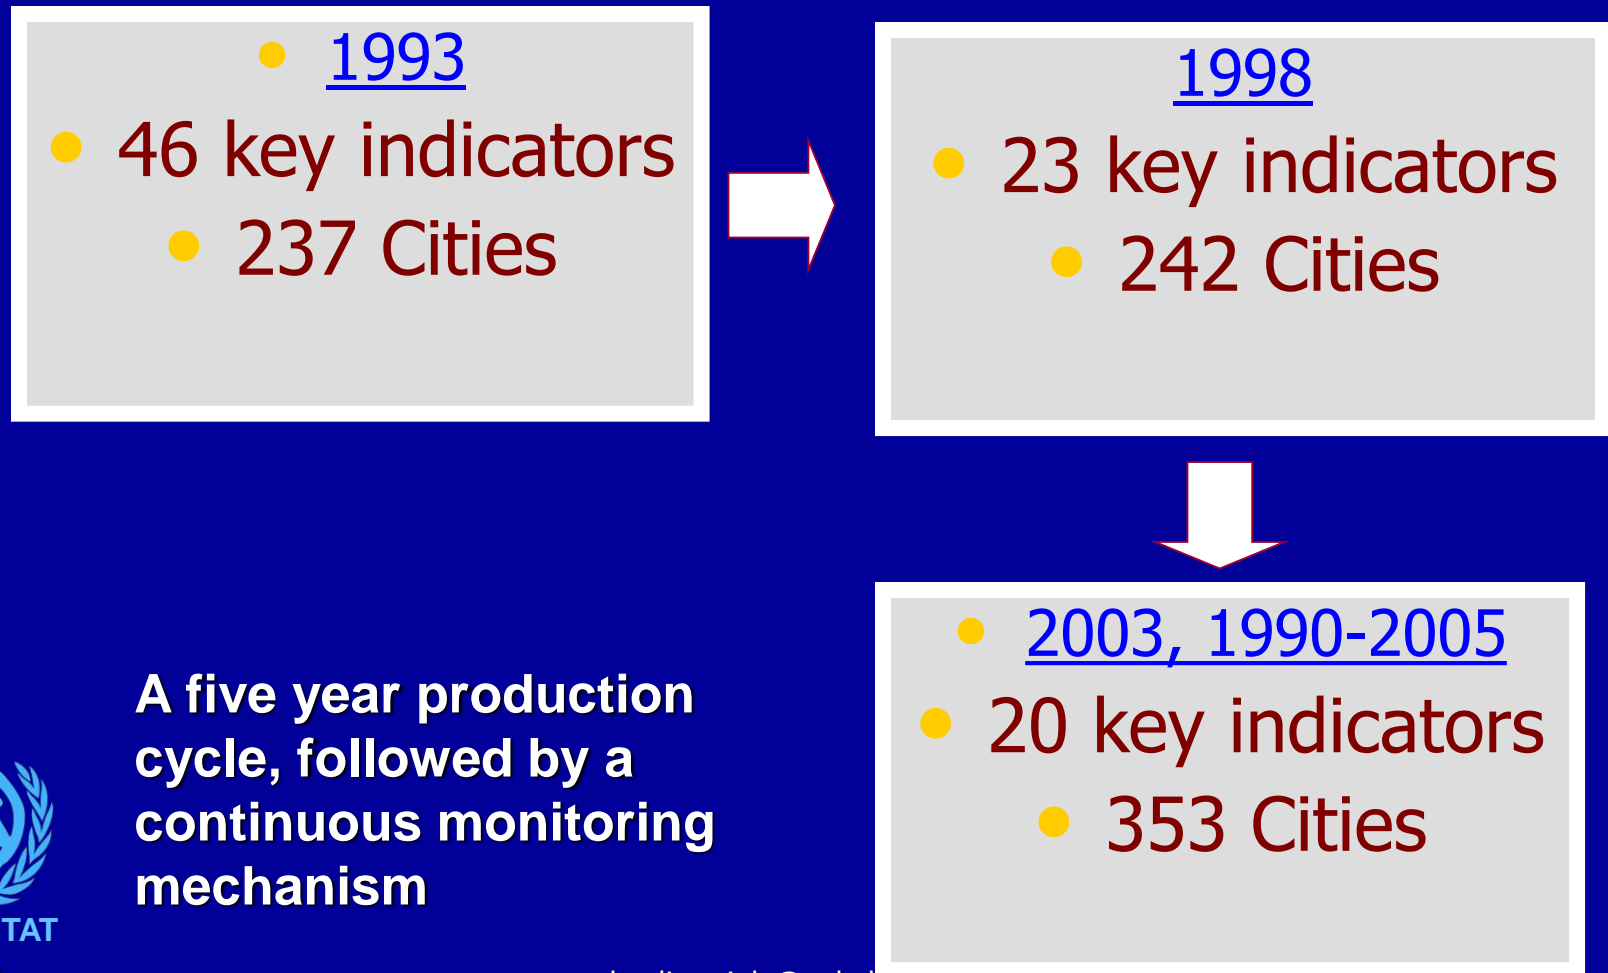 1993
46 key indicators
237 Cities
1998
23 key indicators
242 Cities
2003, 1990-2005
20 key indicators
353 Cities
A five year production
cycle, followed by a
continuous monitoring
mechanism
TAT